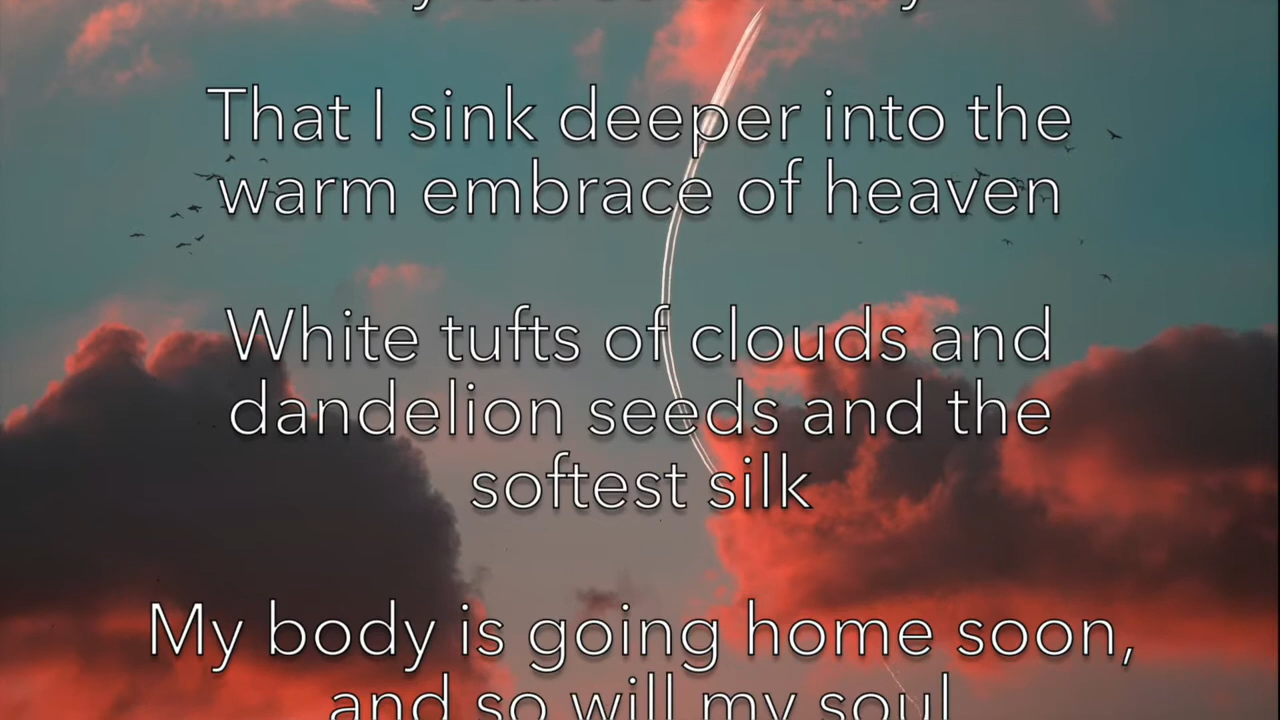 That I sink deeper into the
warm embrace of heaven
White tufts of clouds and
dandelion seeds and the
softest silk
My body is going home soon,
and so will my soul